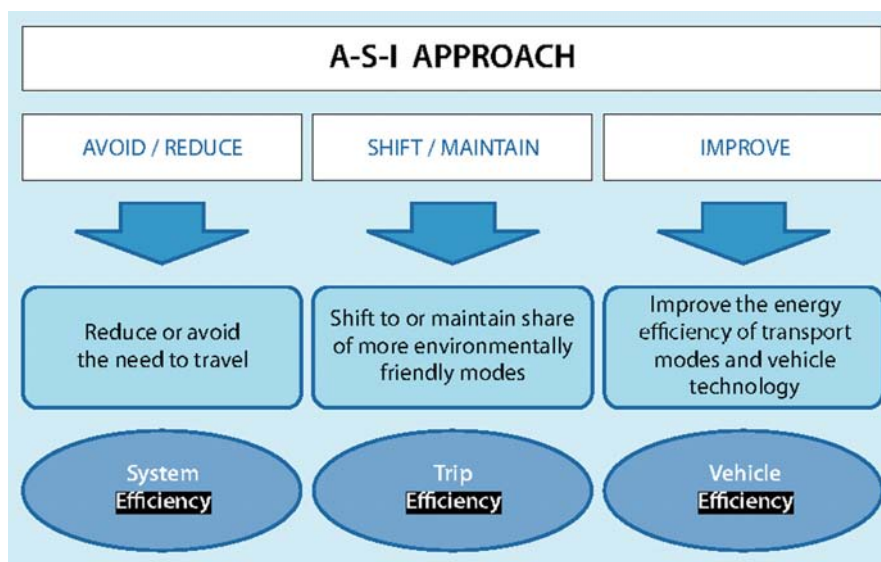 A-S-I APPROACH
AVOID / REDUCE
SHIFT / MAINTAIN
IMPROVE
Reduce or avoid
the need to travel
Shift to or maintain share
of more environmentally
friendly modes
Improve the energy
efficiency of transport
modes and vehicle
technology
System
Efficiency
Trip
Efficiency
Vehicle
Efficiency